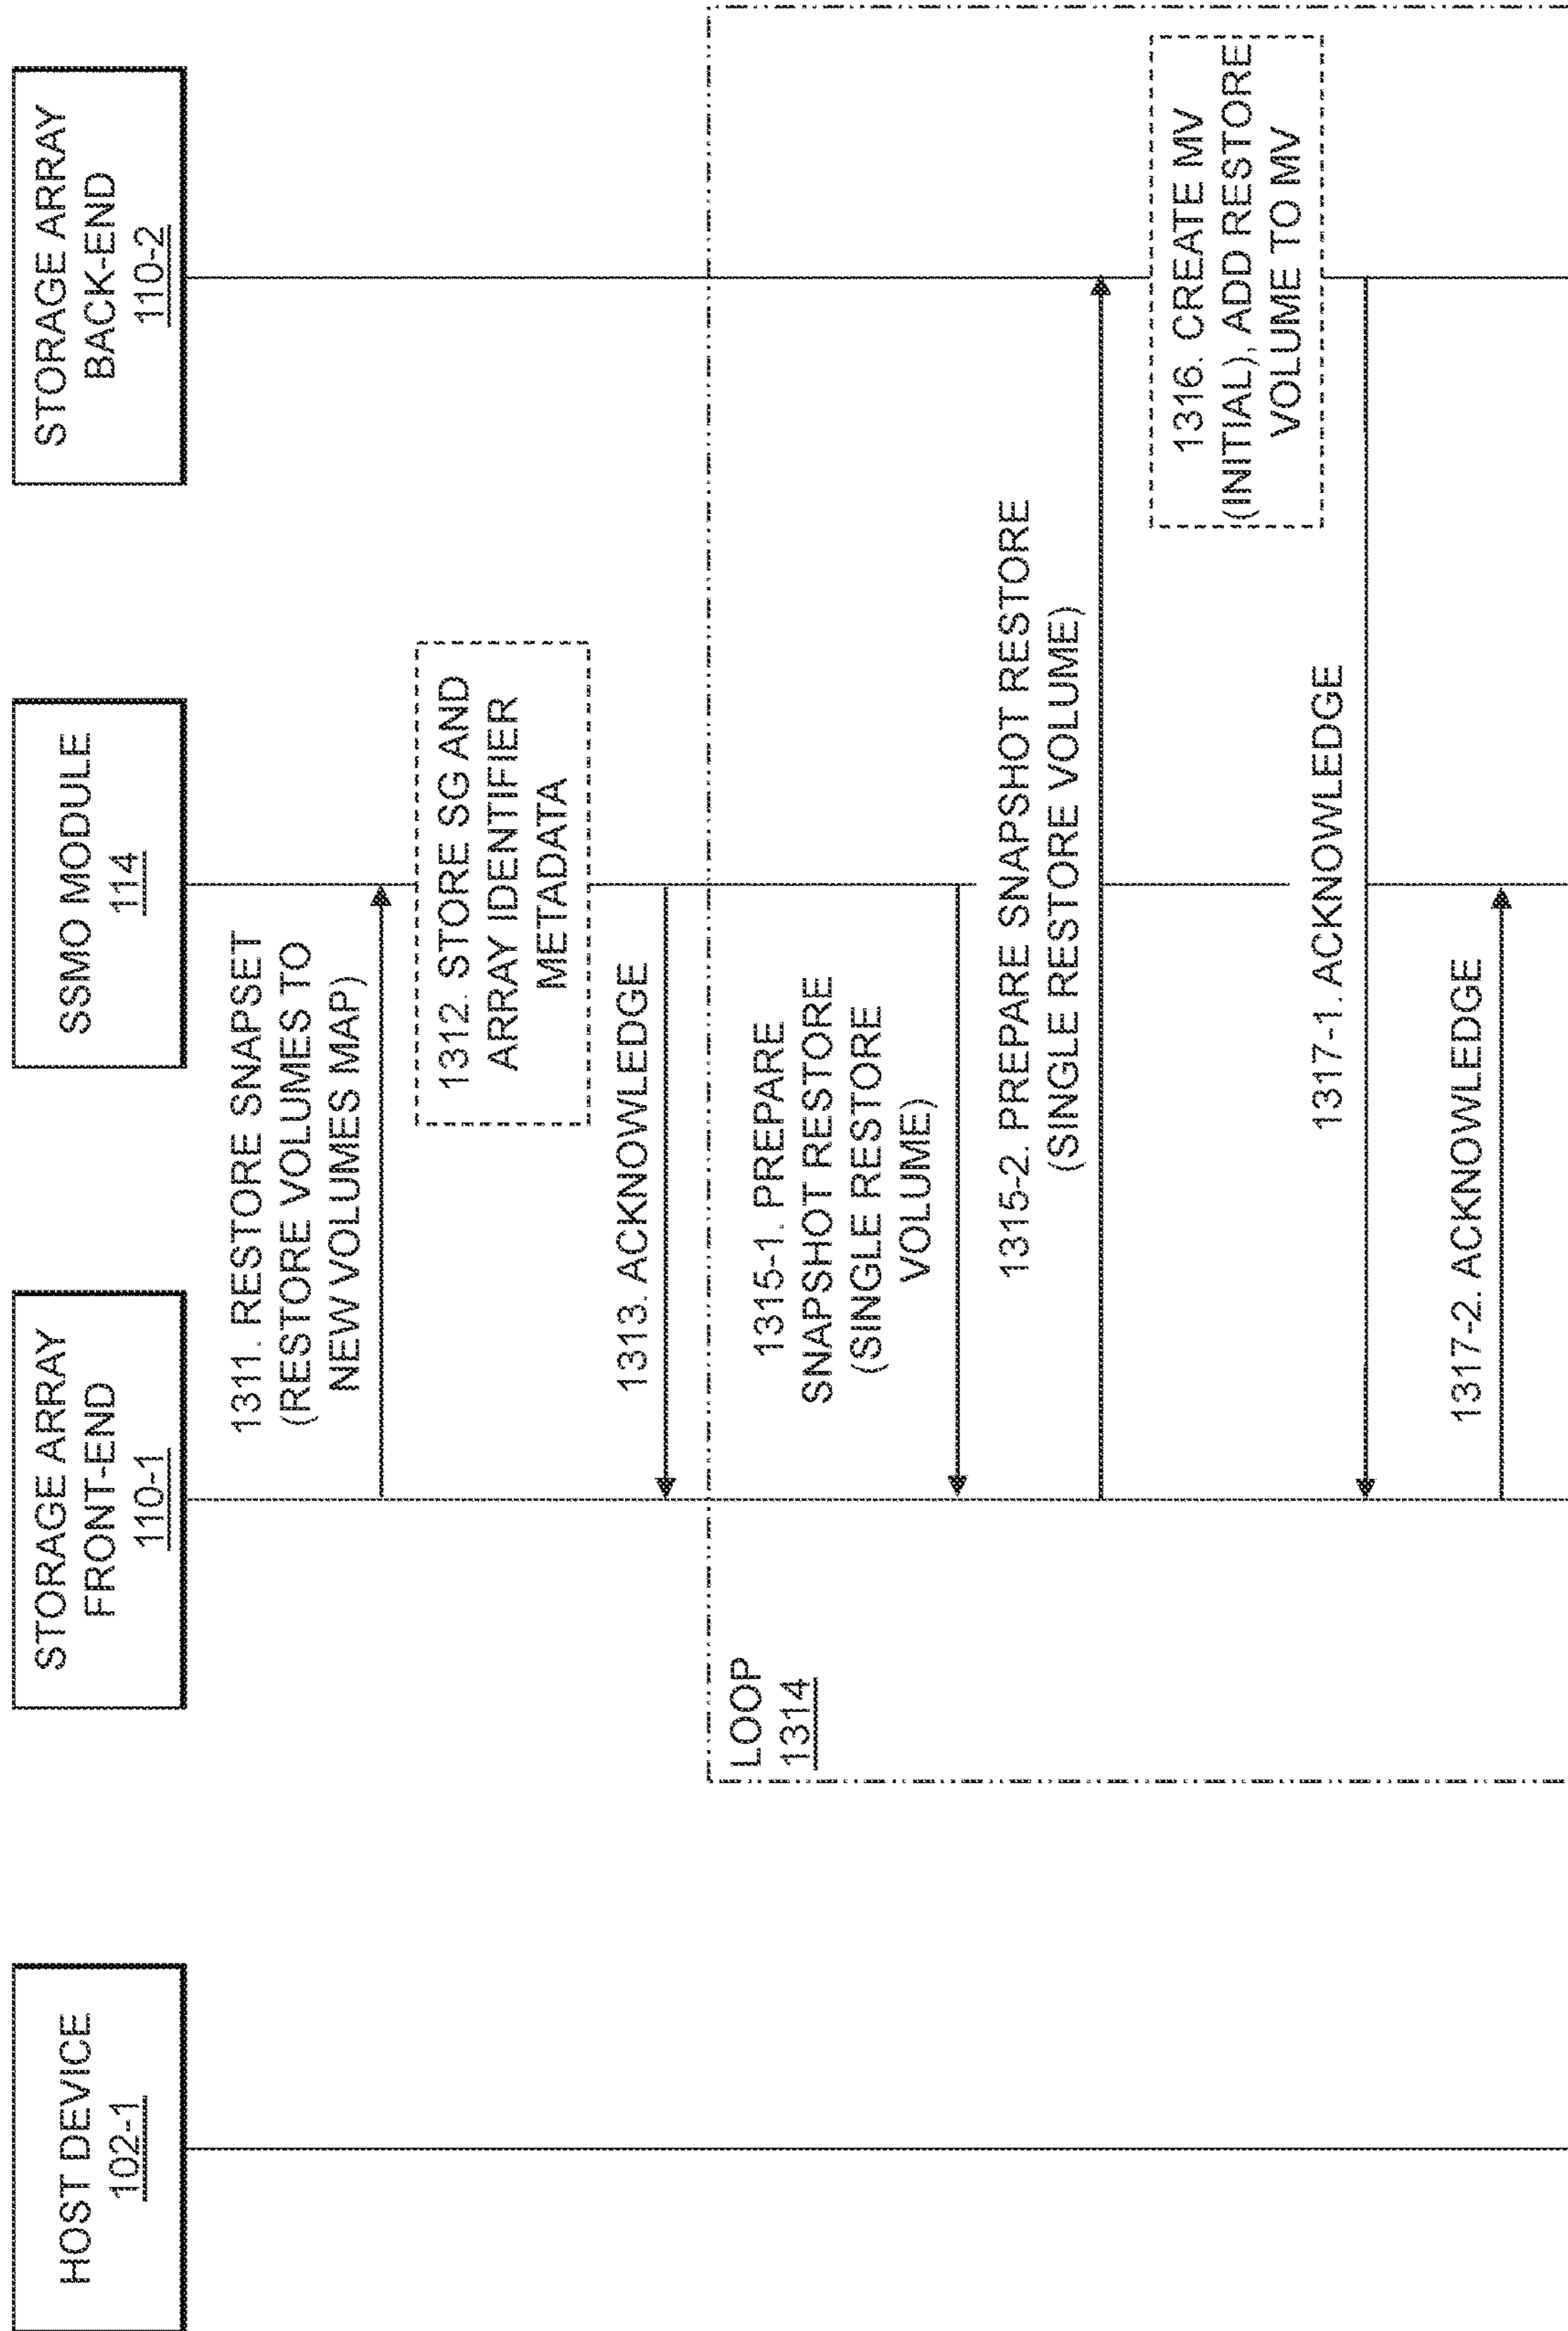 HOST DEVICE
102-1
STORAGE ARRAY
FRONT-END
110-1
SSMO MODULE
114
STORAGE ARRAY
BACK-END
110-2
1311. RESTORE SNAPSET
(RESTORE VOLUMES TO
NEW VOLUMES MAP)
1312. STORE SG AND
ARRAY IDENTIFIER
METADATA
1313. ACKNOWLEDGE
LOOP
1314
1315-1. PREPARE
SNAPSHOT RESTORE
(SINGLE RESTORE
VOLUME)
1315-2. PREPARE SNAPSHOT RESTORE
(SINGLE RESTORE VOLUME)
1316. CREATE MV
(INITIAL), ADD RESTORE
VOLUME TO MV
1317-1. ACKNOWLEDGE
1317-2. ACKNOWLEDGE